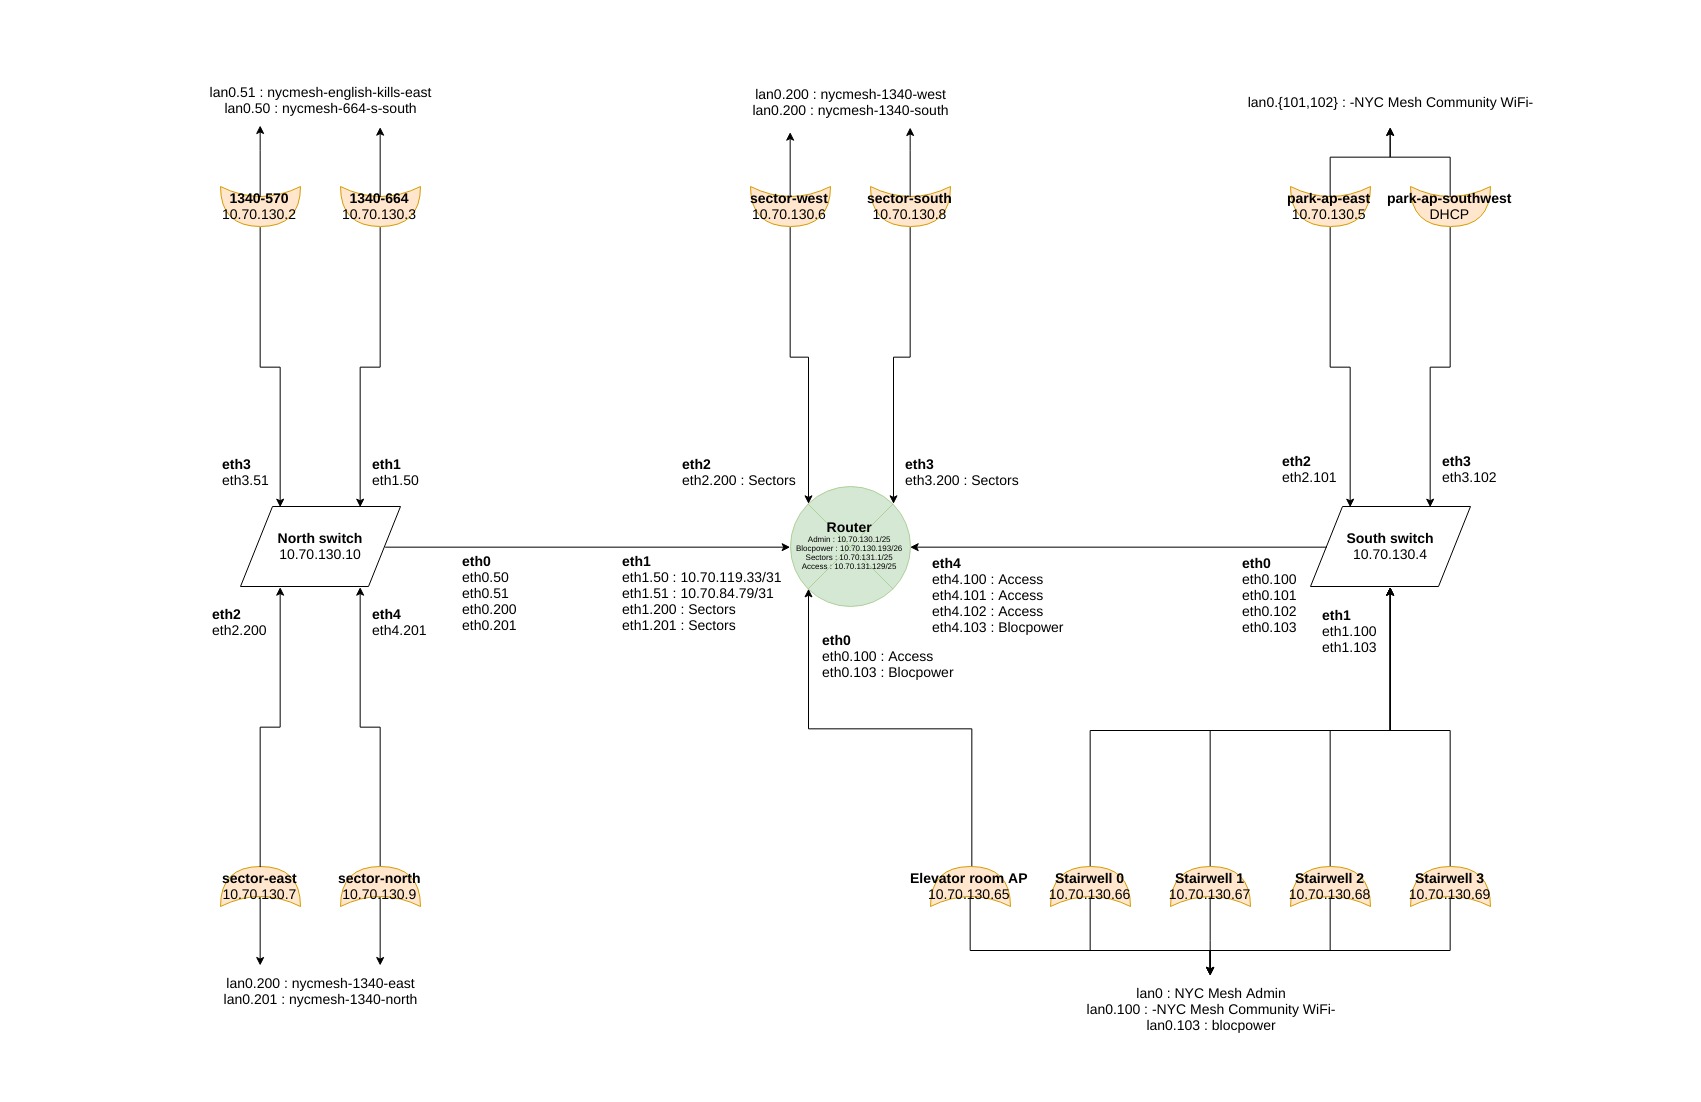 lan0.51 : nycmesh-english-kills-east
lan0.50 : nycmesh-664-s-south
lan0.200 : nycmesh-1340-west
lan0.200 : nycmesh-1340-south
lan0.{101,102} : -NYC Mesh Community WiFi-
1340-570
10.70.130.2
1340-664
10.70.130.3
sector-west
10.70.130.6
sector-south
10.70.130.8
park-ap-east
10.70.130.5
park-ap-southwest
DHCP
eth3
eth3.51
eth1
eth1.50
eth2
eth2.200 : Sectors
eth3
eth3.200 : Sectors
eth2
eth2.101
eth3
eth3.102
North switch
10.70.130.10
Router
Admin : 10.70.130.1/25
Blocpower : 10.70.130.193/26
Sectors : 10.70.131.1/25
Access : 10.70.131.129/25
South switch
10.70.130.4
eth0
eth0.50
eth0.51
eth0.200
eth0.201
eth1
eth1.50 : 10.70.119.33/31
eth1.51 : 10.70.84.79/31
eth1.200 : Sectors
eth1.201 : Sectors
eth4
eth4.100 : Access
eth4.101 : Access
eth4.102 : Access
eth4.103 : Blocpower
eth0
eth0.100
eth0.101
eth0.102
eth0.103
eth2
eth2.200
eth4
eth4.201
eth0
eth0.100 : Access
eth0.103 : Blocpower
eth1
eth1.100
eth1.103
sector-east
10.70.130.7
sector-north
10.70.130.9
Elevator room AP
10.70.130.65
Stairwell 0
10.70.130.66
Stairwell 1
10.70.130.67
Stairwell 2
10.70.130.68
Stairwell 3
10.70.130.69
lan0.200 : nycmesh-1340-east
lan0.201 : nycmesh-1340-north
lan0 : NYC Mesh Admin
lan0.100 : -NYC Mesh Community WiFi-
lan0.103 : blocpower